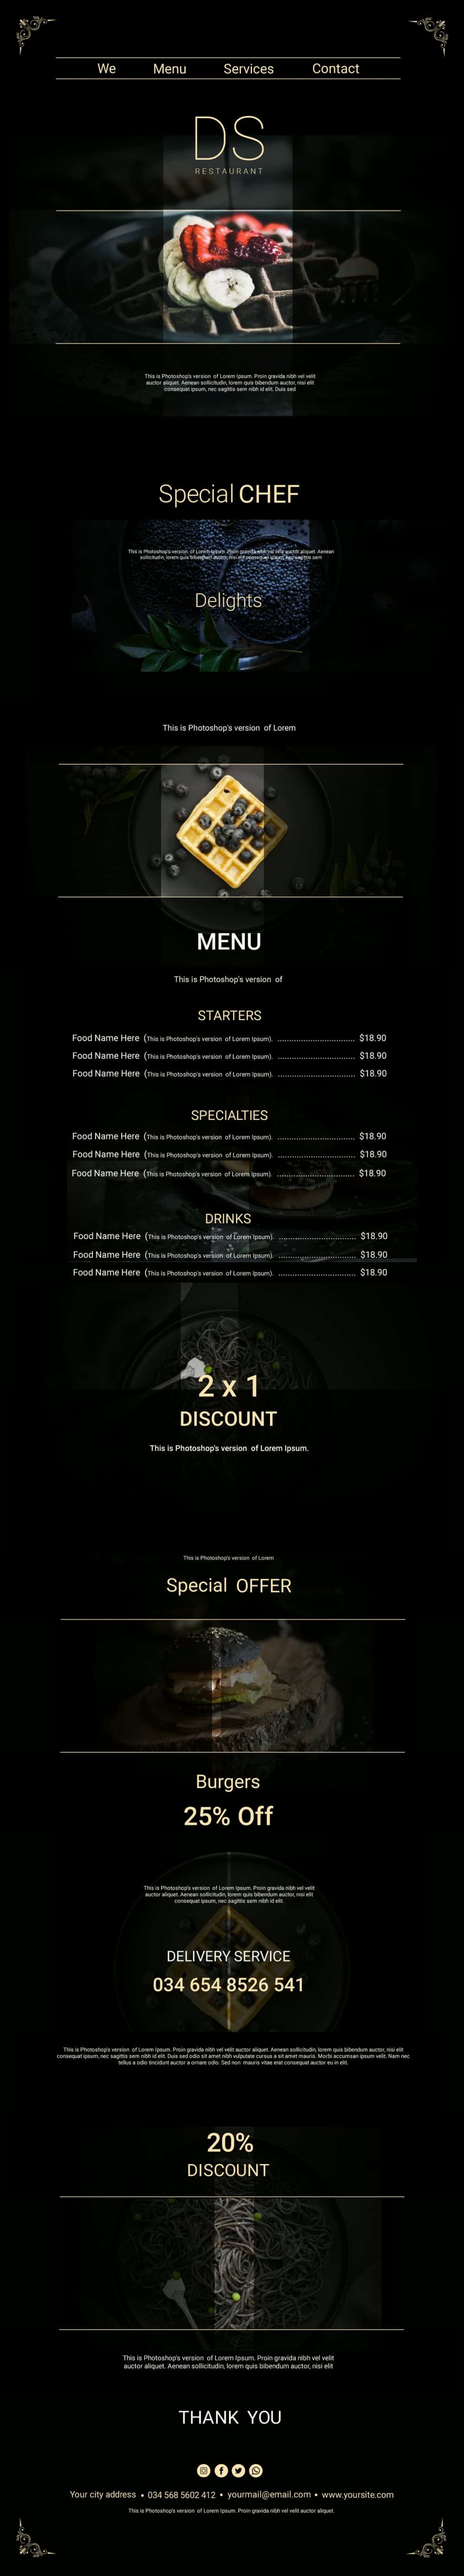 We Menu Services Contact
DS
RESTAURANT
This is Photoshop's version of Lorem Ipsum. Proin gravida nibh vel velit
auctor aliquet. Aenean sollicitudin, lorem quis bibendum auctor, nisi elit
consequat ipsum, nec sagittis sem nibh id elit. Duis sed
Special CHEF
This is Photoshop's version of Lorem Ipsum. Proin gravida nibh vel velit auctor aliquet. Aenean
sollicitudin, lorem quis bibendum auctor, nisi elit consequat ipsum, nec sagittis sem
Delights
This is Photoshop's version of Lorem
MENU
This is Photoshop's version of
STARTERS
Food Name Here (This is Photoshop's version of Lorem Ipsum). .............................. $18.90
Food Name Here (This is Photoshop's version of Lorem Ipsum). .............................. $18.90
Food Name Here (This is Photoshop's version of Lorem Ipsum). .............................. $18.90
SPECIALTIES
Food Name Here (This is Photoshop's version of Lorem Ipsum). .............................. $18.90
Food Name Here (This is Photoshop's version of Lorem Ipsum). .............................. $18.90
Food Name Here (This is Photoshop's version of Lorem Ipsum). .............................. $18.90
DRINKS
Food Name Here (This is Photoshop's version of Lorem Ipsum). .............................. $18.90
Food Name Here (This is Photoshop's version of Lorem Ipsum). .............................. $18.90
Food Name Here (This is Photoshop's version of Lorem Ipsum). .............................. $18.90
2 x 1
DISCOUNT
This is Photoshop's version of Lorem Ipsum.
This is Photoshop's version of Lorem
Special OFFER
Burgers
25% Off
This is Photoshop's version of Lorem Ipsum. Proin gravida nibh vel velit
auctor aliquet. Aenean sollicitudin, lorem quis bibendum auctor, nisi elit
consequat ipsum, nec sagittis sem nibh id elit.
DELIVERY SERVICE
034 654 8526 541
This is Photoshop's version of Lorem Ipsum. Proin gravida nibh vel velit auctor aliquet. Aenean sollicitudin, lorem quis bibendum auctor, nisi elit
consequat ipsum, nec sagittis sem nibh id elit. Duis sed odio sit amet nibh vulputate cursus a sit amet mauris. Morbi accumsan ipsum velit. Nam nec
tellus a odio tincidunt auctor a ornare odio. Sed non mauris vitae erat consequat auctor eu in elit.
20%
DISCOUNT
This is Photoshop's version of Lorem Ipsum. Proin gravida nibh vel velit
auctor aliquet. Aenean sollicitudin, lorem quis bibendum auctor, nisi elit
THANK YOU
Your city address • 034 568 5602 412 • yourmail@email.com • www.yoursite.com
This is Photoshop's version of Lorem Ipsum. Proin gravida nibh vel velit auctor aliquet.